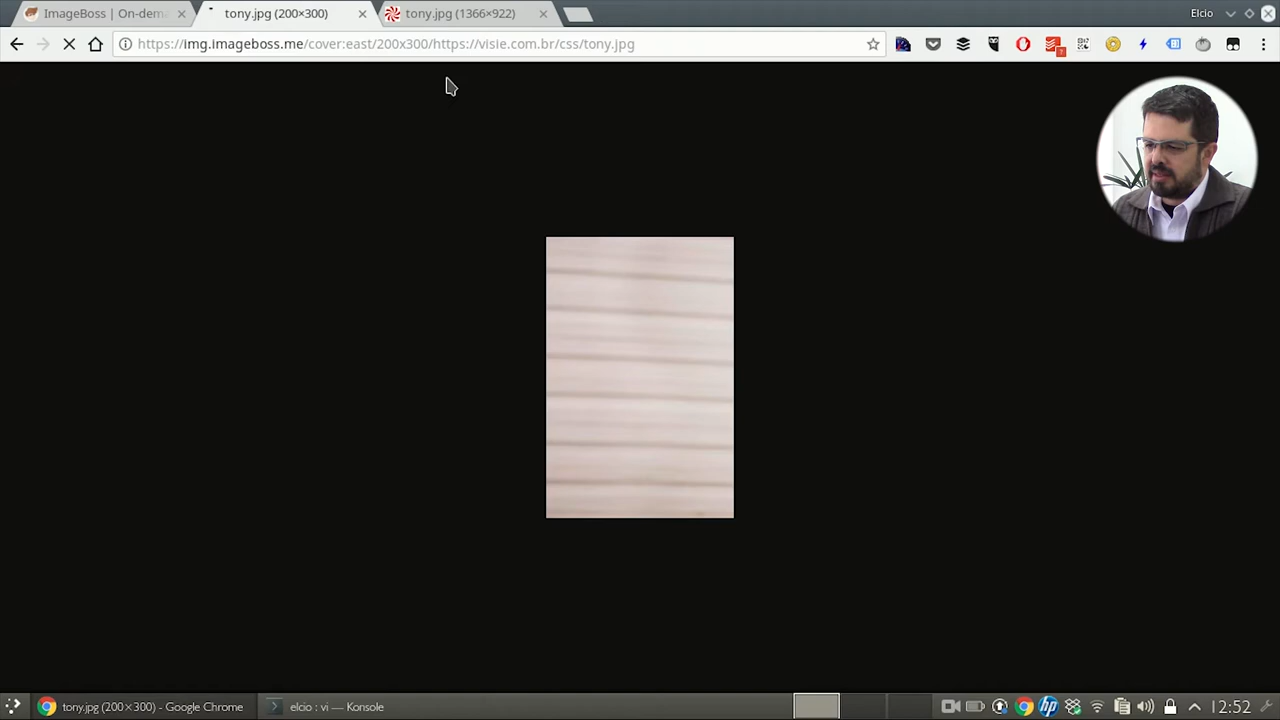 ImageBoss | On-dem
tony.jpg (200×300)
tony.jpg (1366×922)
Elcio
https://img.imageboss.me/cover:east/200x300/https://visie.com.br/css/tony.jpg
tony.jpg (200×300) - Google Chrome
elcio : vi — Konsole
12:52